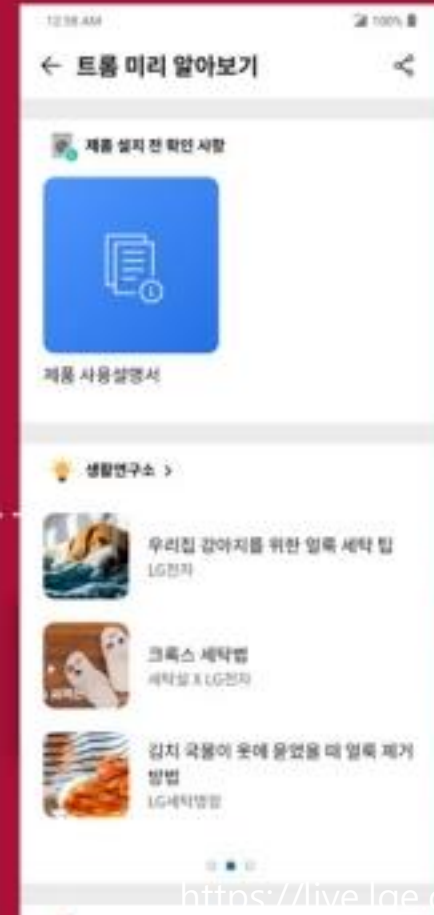 12:38 AM
100%
트롬 미리 알아보기
제품 설치 전 확인 사항
제품 사용설명서
생활연구소 >
우리집 강아지를 위한 얼룩 세탁 팁
LG전자
크록스 세탁법
세탁설 X LG전자
김치 국물이 옷에 묻었을 때 얼룩 제거
방법
LG세탁명장
https://live.lge.c